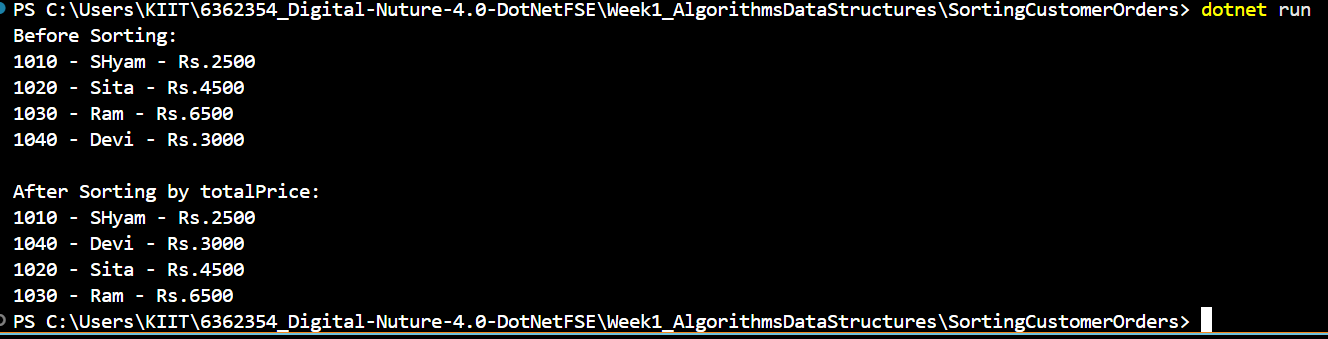 PS C:\Users\KIIT\6362354_Digital-Nuture-4.0-DotNetFSE\Week1_AlgorithmsDataStructures\SortingCustomerOrders> dotnet run
Before Sorting:
1010 - SHyam - Rs.2500
1020 - Sita - Rs.4500
1030 - Ram - Rs.6500
1040 - Devi - Rs.3000

After Sorting by totalPrice:
1010 - SHyam - Rs.2500
1040 - Devi - Rs.3000
1020 - Sita - Rs.4500
1030 - Ram - Rs.6500
PS C:\Users\KIIT\6362354_Digital-Nuture-4.0-DotNetFSE\Week1_AlgorithmsDataStructures\SortingCustomerOrders>